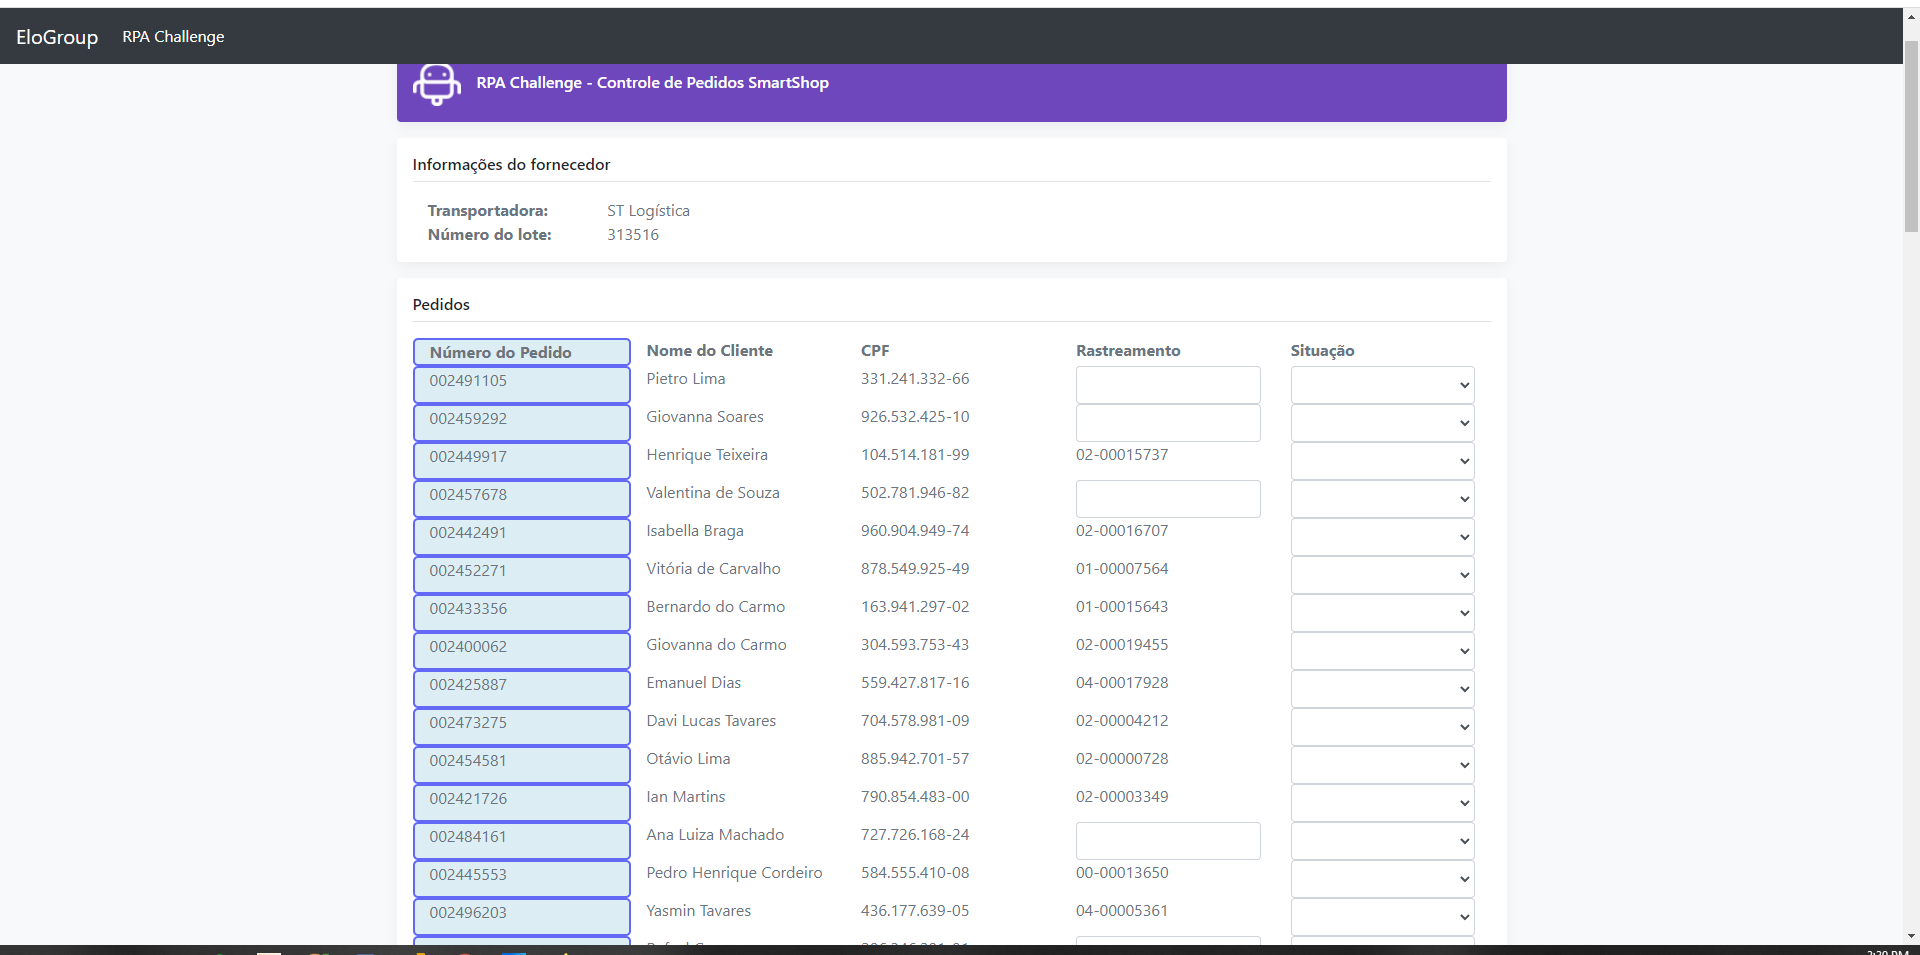 EloGroup RPA Challenge
RPA Challenge - Controle de Pedidos SmartShop
Informações do fornecedor
Transportadora: ST Logística
Número do lote: 313516
Pedidos
Número do Pedido Nome do Cliente CPF Rastreamento Situação
002491105 Pietro Lima 331.241.332-66
002459292 Giovanna Soares 926.532.425-10
002449917 Henrique Teixeira 104.514.181-99 02-00015737
002457678 Valentina de Souza 502.781.946-82
002442491 Isabella Braga 960.904.949-74 02-00016707
002452271 Vitória de Carvalho 878.549.925-49 01-00007564
002433356 Bernardo do Carmo 163.941.297-02 01-00015643
002400062 Giovanna do Carmo 304.593.753-43 02-00019455
002425887 Emanuel Dias 559.427.817-16 04-00017928
002473275 Davi Lucas Tavares 704.578.981-09 02-00004212
002454581 Otávio Lima 885.942.701-57 02-00000728
002421726 Ian Martins 790.854.483-00 02-00003349
002484161 Ana Luiza Machado 727.726.168-24
002445553 Pedro Henrique Cordeiro 584.555.410-08 00-00013650
002496203 Yasmin Tavares 436.177.639-05 04-00005361